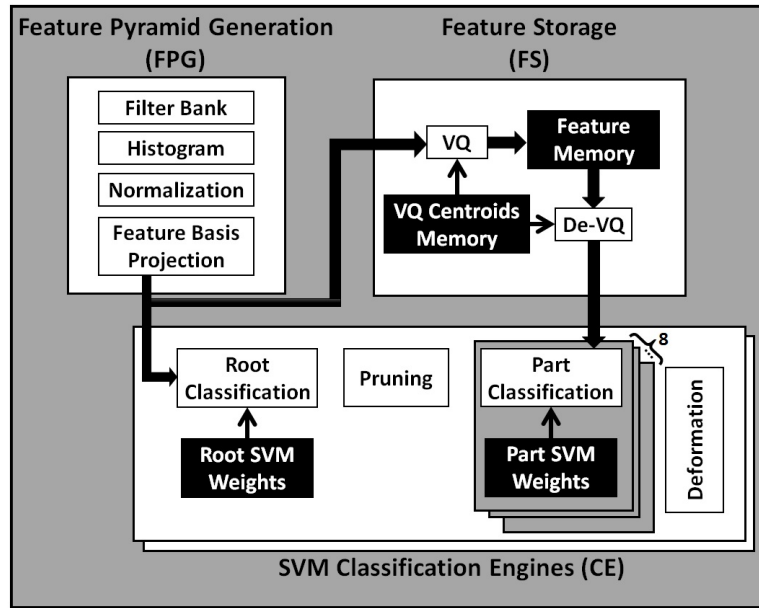 Feature Pyramid Generation
(FPG)
Filter Bank
Histogram
Normalization
Feature Basis
Projection
Feature Storage
(FS)
VQ
Feature
Memory
VQ Centroids
Memory
De-VQ
Root
Classification
Root SVM
Weights
Pruning
Part
Classification
Part SVM
Weights
...8
Deformation
SVM Classification Engines (CE)